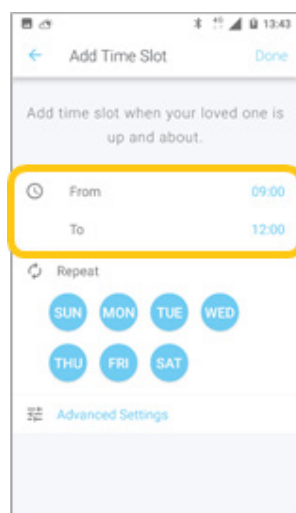 13:43
Add Time Slot Done
Add time slot when your loved one is
up and about.
From 09:00
To 12:00
Repeat
SUN MON TUE WED
THU FRI SAT
Advanced Settings